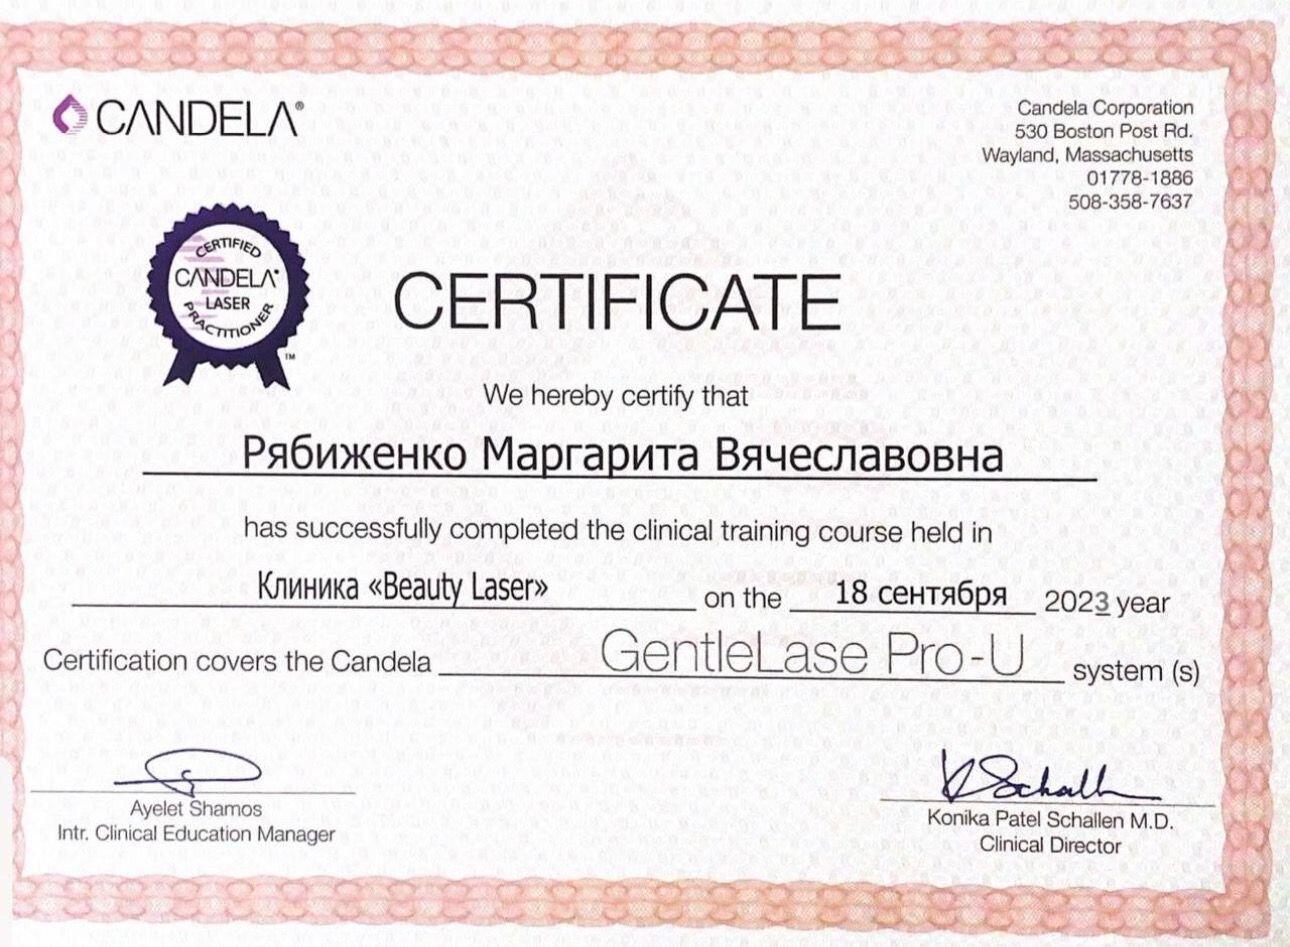 CANDELA®
Candela Corporation
530 Boston Post Rd.
Wayland, Massachusetts
01778-1886
508-358-7637
CERTIFIED
CANDELA®
LASER
PRACTITIONER
™
CERTIFICATE
We hereby certify that
Рябиженко Маргарита Вячеславовна
has successfully completed the clinical training course held in
Клиника «Beauty Laser» on the 18 сентября 2023 year
Certification covers the Candela GentleLase Pro-U system (s)
Ayelet Shamos
Intr. Clinical Education Manager
KSchall
Konika Patel Schallen M.D.
Clinical Director